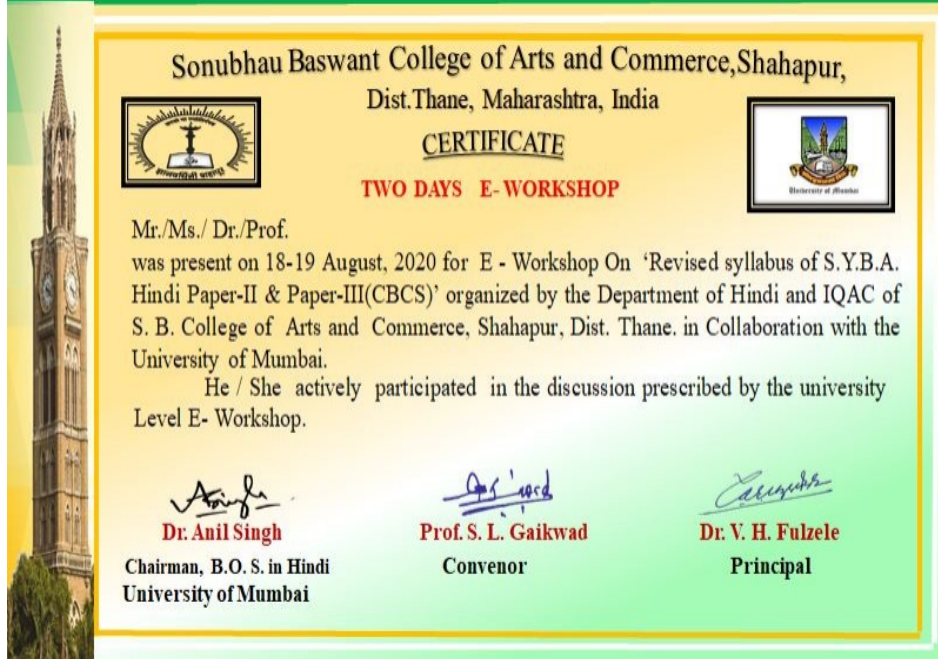 Sonubhau Baswant College of Arts and Commerce,Shahapur,
Dist.Thane, Maharashtra, India
CERTIFICATE
TWO DAYS E-WORKSHOP
University of Mumbai
Mr./Ms./ Dr./Prof.
was present on 18-19 August, 2020 for E - Workshop On ‘Revised syllabus of S.Y.B.A.
Hindi Paper-II & Paper-III(CBCS)’ organized by the Department of Hindi and IQAC of
S. B. College of Arts and Commerce, Shahapur, Dist. Thane. in Collaboration with the
University of Mumbai.
He / She actively participated in the discussion prescribed by the university
Level E- Workshop.
Dr. Anil Singh
Chairman, B.O. S. in Hindi
University of Mumbai
Prof. S. L. Gaikwad
Convenor
Dr. V. H. Fulzele
Principal